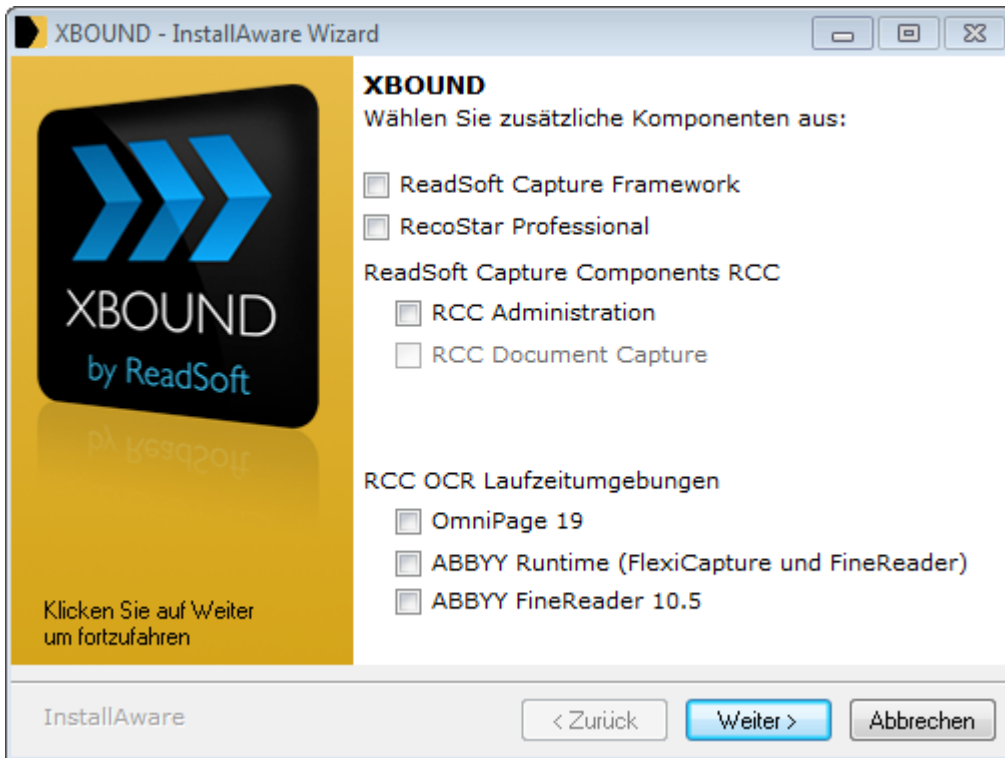 XBOUND - InstallAware Wizard
XBOUND
by ReadSoft
by ReadSoft
Klicken Sie auf Weiter
um fortzufahren
XBOUND
Wählen Sie zusätzliche Komponenten aus:
ReadSoft Capture Framework
RecoStar Professional
ReadSoft Capture Components RCC
RCC Administration
RCC Document Capture
RCC OCR Laufzeitumgebungen
OmniPage 19
ABBYY Runtime (FlexiCapture und FineReader)
ABBYY FineReader 10.5
InstallAware
< Zurück
Weiter >
Abbrechen